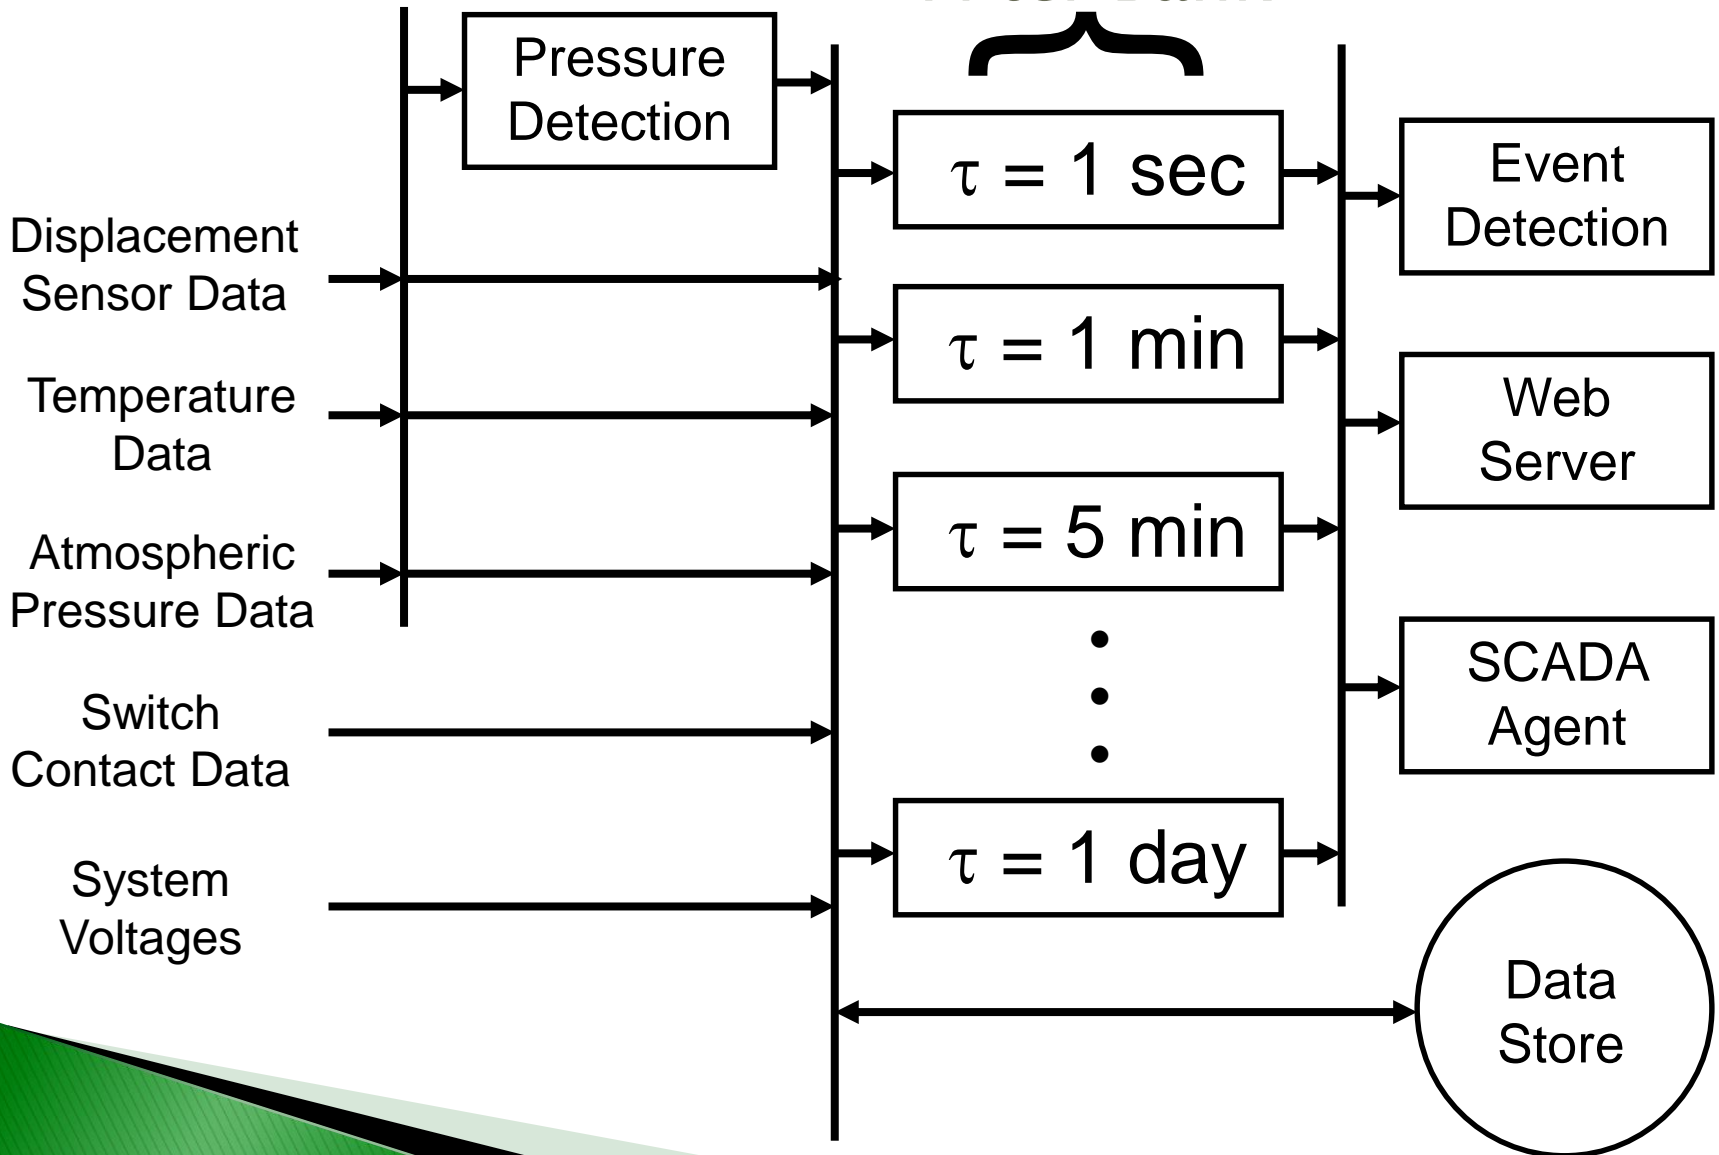 Pressure
Detection
τ = 1 sec
Event
Detection
Displacement
Sensor Data
τ = 1 min
Temperature
Data
Web
Server
τ = 5 min
Atmospheric
Pressure Data
SCADA
Agent
Switch
Contact Data
τ = 1 day
System
Voltages
Data
Store